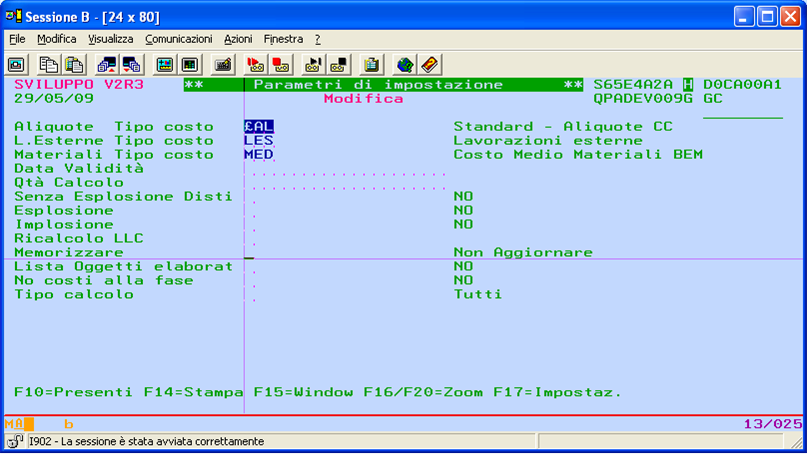 Sessione B - [24 x 80]
File Modifica Visualizza Comunicazioni Azioni Finestra ?
SVILUPPO V2R3 ** Parametri di impostazione ** S65E4A2A H D0CA00A1
29/05/09 Modifica QPADEV009G GC
Aliquote Tipo costo £AL Standard - Aliquote CC
L.Esterne Tipo costo LES Lavorazioni esterne
Materiali Tipo costo MED Costo Medio Materiali BEM
Data Validità
Qtà Calcolo
Senza Esplosione Disti NO
Esplosione NO
Implosione NO
Ricalcolo LLC
Memorizzare Non Aggiornare
Lista Oggetti elaborat NO
No costi alla fase NO
Tipo calcolo Tutti
F10=Presenti F14=Stampa F15=Window F16/F20=Zoom F17=Impostaz.
MA b 13/025
I902 - La sessione è stata avviata correttamente